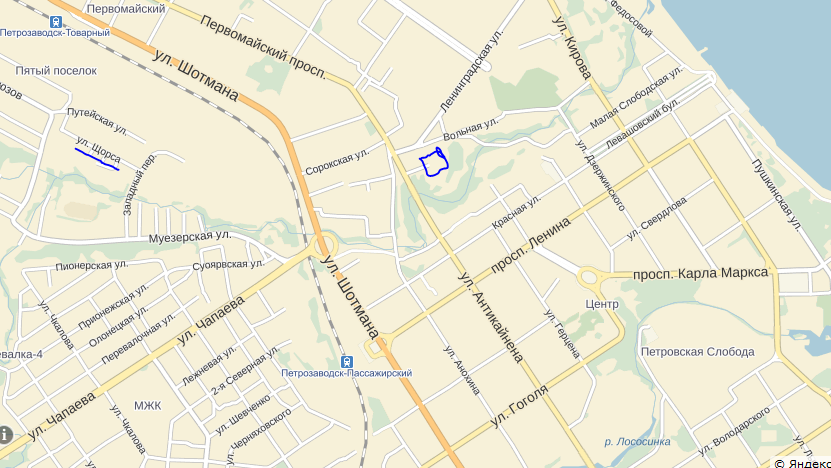 Первомайский
Петрозаводск-Товарный
Первомайский просп.
ул. Шотмана
Пятый поселок
Ленинградская ул.
ул. Кирова
Малая Слободская ул.
Левашовский бул.
Путейская ул.
ул. Щорса
Западный пер.
Сорокская ул.
Вольная ул.
ул. Дзержинского
Пушкинская ул.
Красная ул.
просп. Ленина
ул. Свердлова
Муезерская ул.
Пионерская ул.
Суоярвская ул.
просп. Карла Маркса
ул. Чкалова
Прионежская ул.
Олонецкая ул.
Перевалочная ул.
ул. Чапаева
ул. Шотмана
ул. Антикайнена
Центр
ул. Герцена
евалка-4
Лежневая ул.
2-я Северная ул.
Петрозаводск-Пассажирский
ул. Анохина
Петровская Слобода
МЖК
ул. Шевченко
ул. Черняховского
ул. Чапаева
ул. Чкалова
ул. Гоголя
ул. Володарского
р. Лососинка
© Яндекс